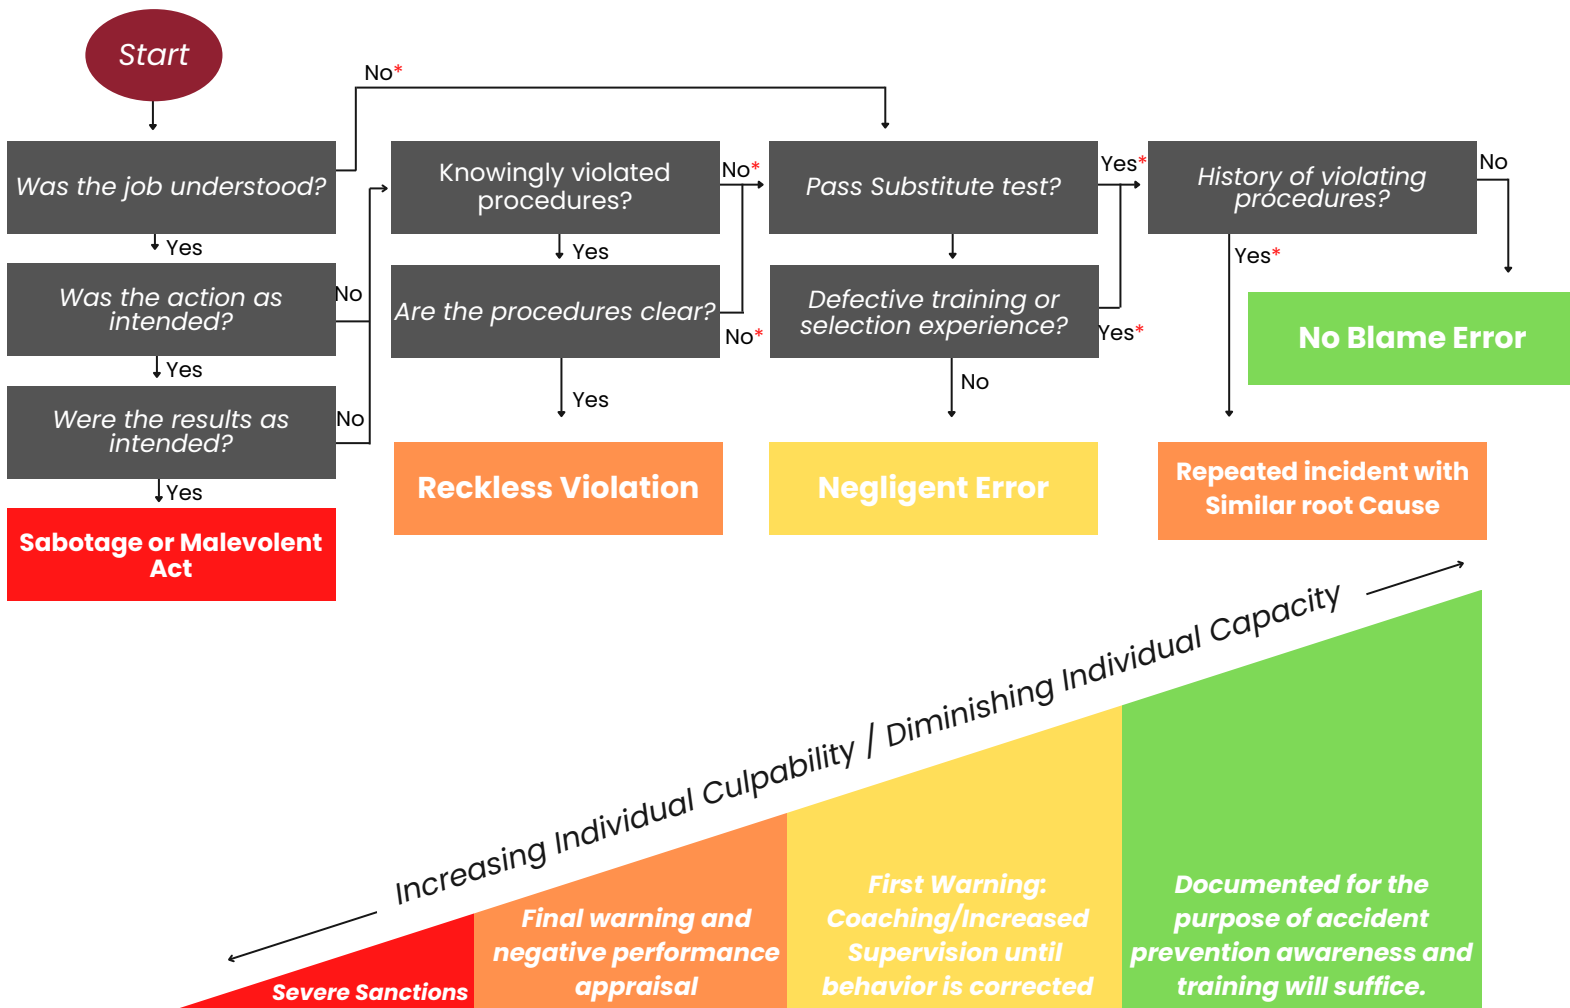 Start
No*
Was the job understood?
Yes
Was the action as
intended?
No
Yes
Were the results as
intended?
No
Yes
Sabotage or Malevolent
Act
Knowingly violated
procedures?
No*
Yes
Are the procedures clear?
No*
Yes
Reckless Violation
Pass Substitute test?
Yes*
Defective training or
selection experience?
Yes*
No
Negligent Error
History of violating
procedures?
No
Yes*
No Blame Error
Repeated incident with
Similar root Cause
Increasing Individual Culpability / Diminishing Individual Capacity
Severe Sanctions
Final warning and
negative performance
appraisal
First Warning:
Coaching/Increased
Supervision until
behavior is corrected
Documented for the
purpose of accident
prevention awareness and
training will suffice.